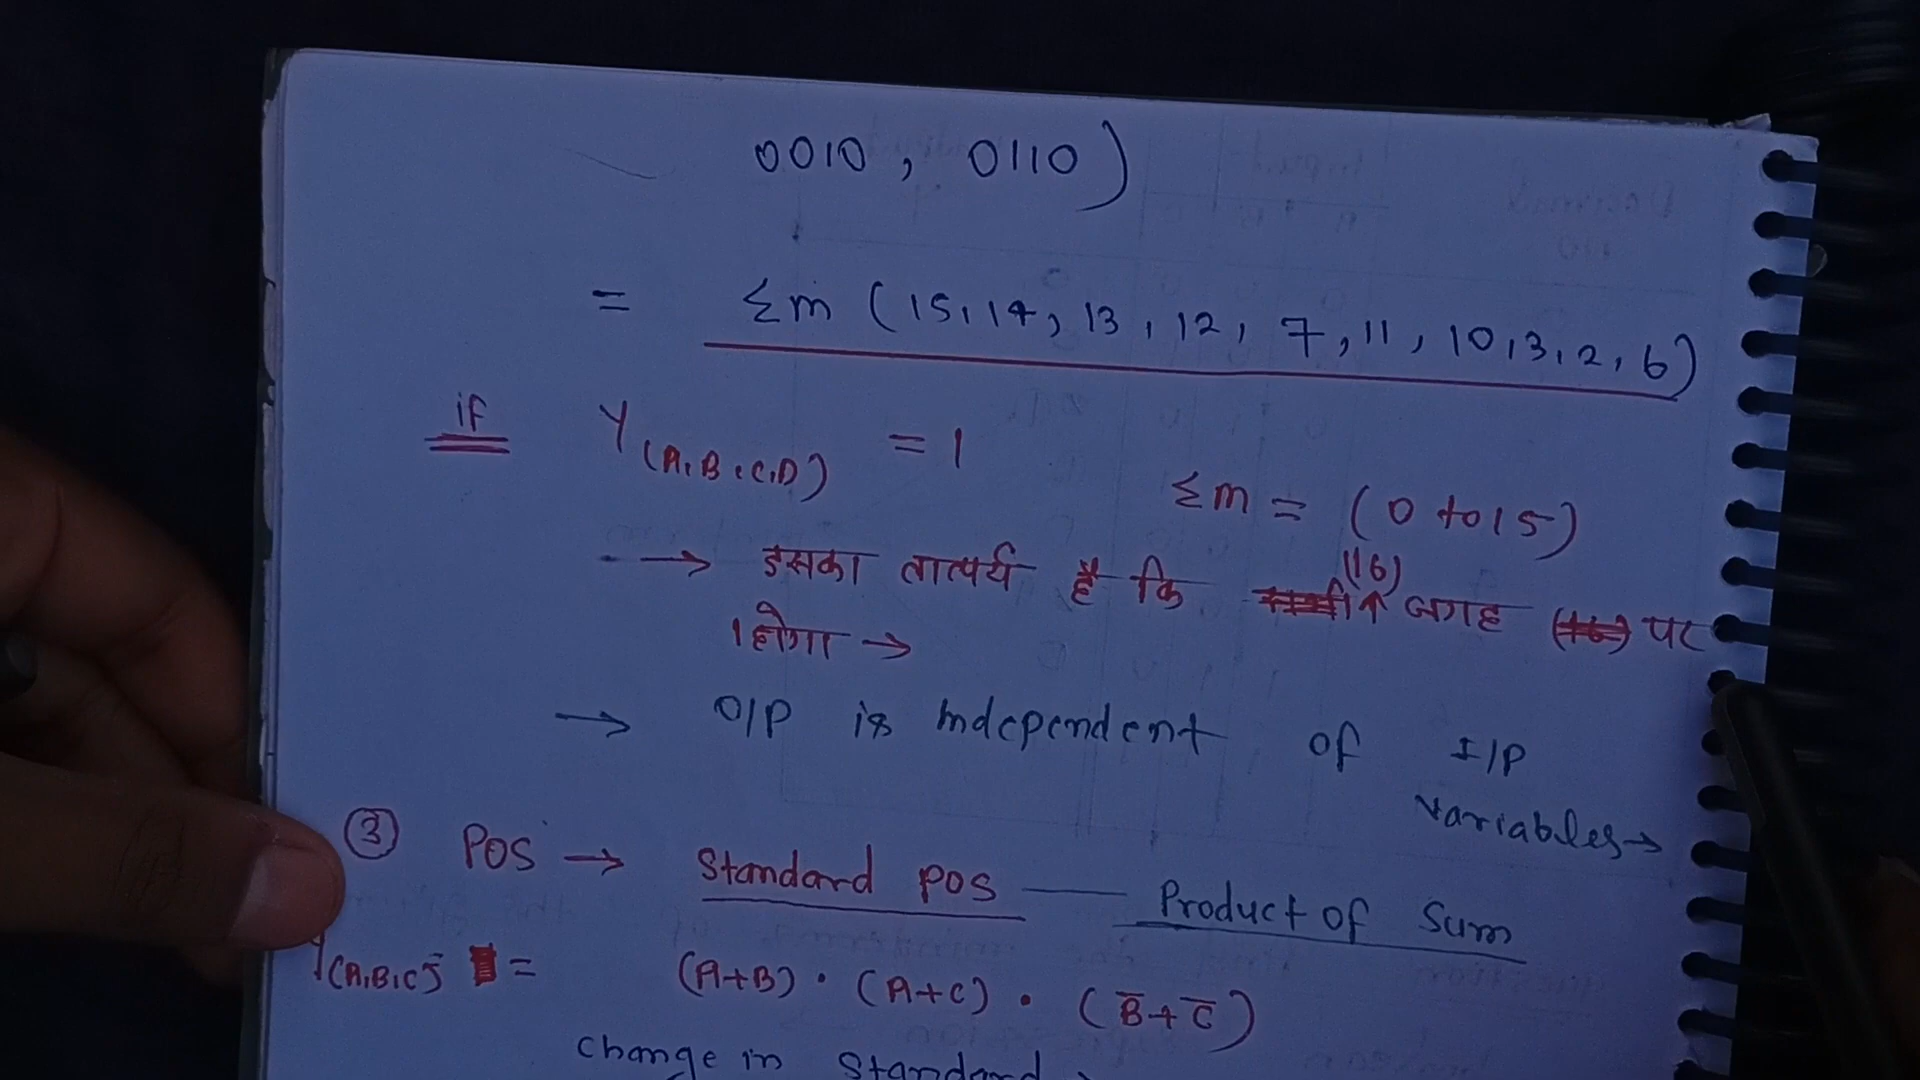 0010, 0110)
= Σm (15, 14, 13, 12, 7, 11, 10, 3, 2, 6)
if Y(A,B,C,D) = 1 Σm = (0 to 15)
→ इसका तात्पर्य है कि (16) जगह पर
1 होगा →
→ O/P is independent of I/P
variables →
③ POS → Standard POS — Product of Sum
Y(A,B,C) = (A+B) · (A+C) · (B̅+C̅)
change in Standard